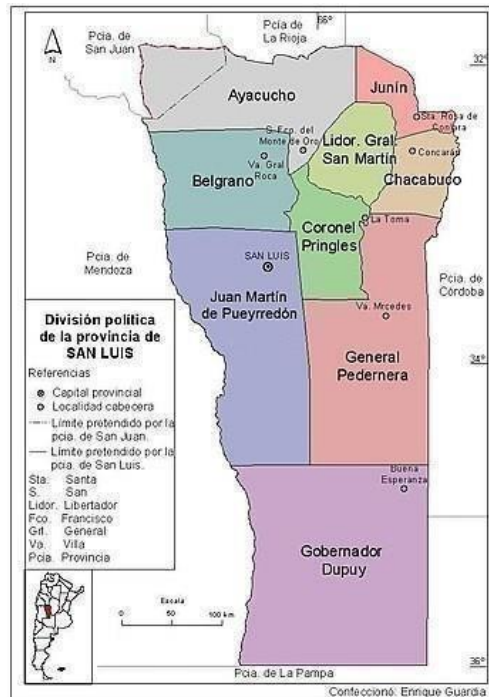 Pcia. de
La Rioja
66°
Pcia. de
San Juan
N
32°
Ayacucho
Junín
Sta. Rosa de
Conlara
S. Fco. del
Monte de Oro
Lidor. Gral.
San Martín
Concarán
Va. Gral
Roca
Belgrano
Chacabuco
Coronel
Pringles
La Toma
Pcia. de
Mendoza
SAN LUIS
Pcia. de
Córdoba
Juan Martín
de Pueyrredón
Va. Mrcedes
General
Pedernera
34°
División política
de la provincia de
SAN LUIS
Referencias
Capital provincial
Localidad cabecera
Límite pretendido por la
pcia. de San Juan.
Límite pretendido por la
pcia. de San Luis.
Sta. Santa
S. San
Lidor. Libertador
Fco. Francisco
Grl. General
Va. Villa
Pcia. Provincia
Buena
Esperanza
Gobernador
Dupuy
Escala
0 50 100 km.
36°
Pcia. de La Pampa
Confeccionó: Enrique Guardia